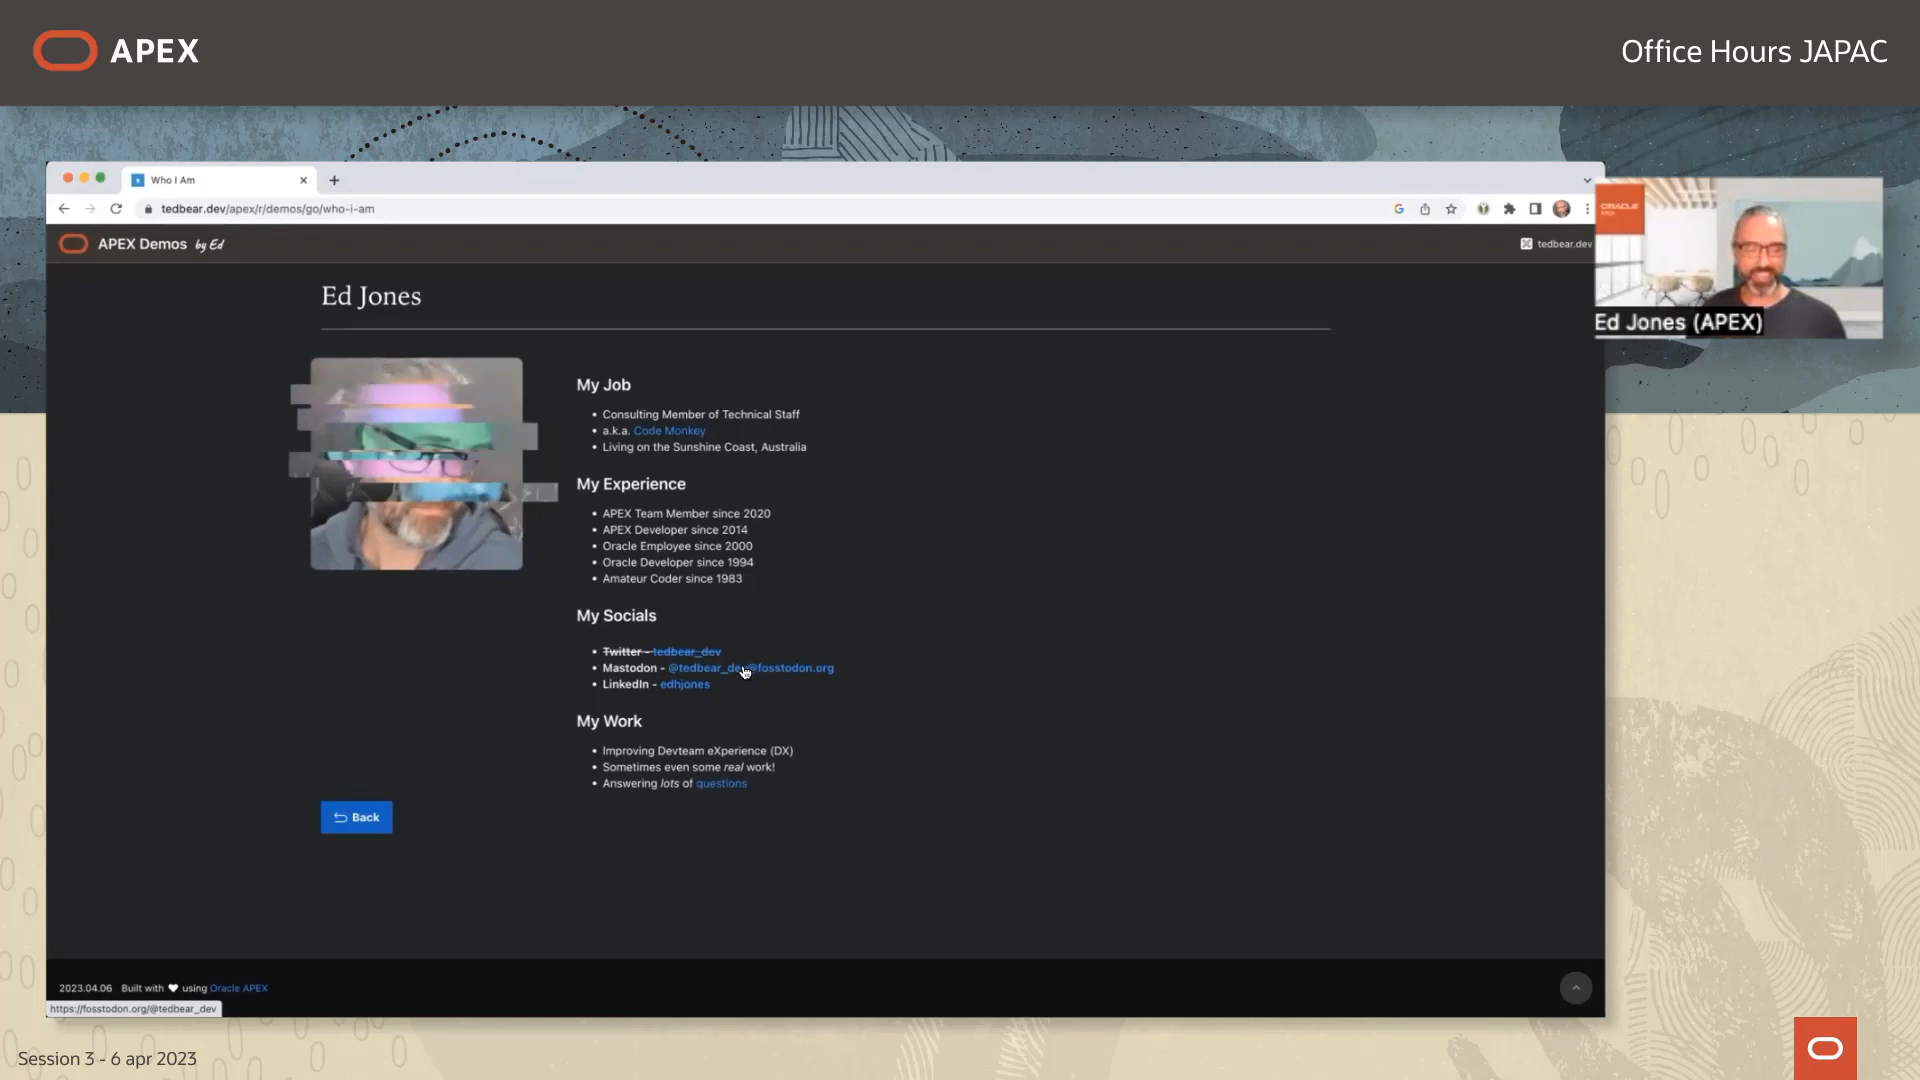 APEX
Office Hours JAPAC
Who I Am
tedbear.dev/apex/r/demos/go/who-i-am
APEX Demos by Ed
tedbear.dev
ORACLE
APEX
Ed Jones (APEX)
Ed Jones
My Job
• Consulting Member of Technical Staff
• a.k.a. Code Monkey
• Living on the Sunshine Coast, Australia
My Experience
• APEX Team Member since 2020
• APEX Developer since 2014
• Oracle Employee since 2000
• Oracle Developer since 1994
• Amateur Coder since 1983
My Socials
• Twitter - tedbear_dev
• Mastodon - @tedbear_dev@fosstodon.org
• LinkedIn - edhjones
My Work
• Improving Devteam eXperience (DX)
• Sometimes even some real work!
• Answering lots of questions
Back
2023.04.06 Built with ♥ using Oracle APEX
https://fosstodon.org/@tedbear_dev
Session 3 - 6 apr 2023